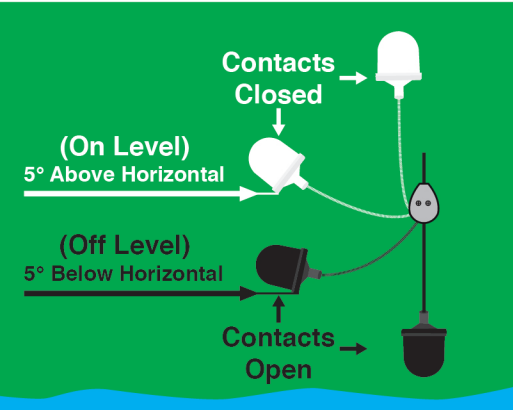 Contacts
Closed
(On Level)
5° Above Horizontal
(Off Level)
5° Below Horizontal
Contacts
Open